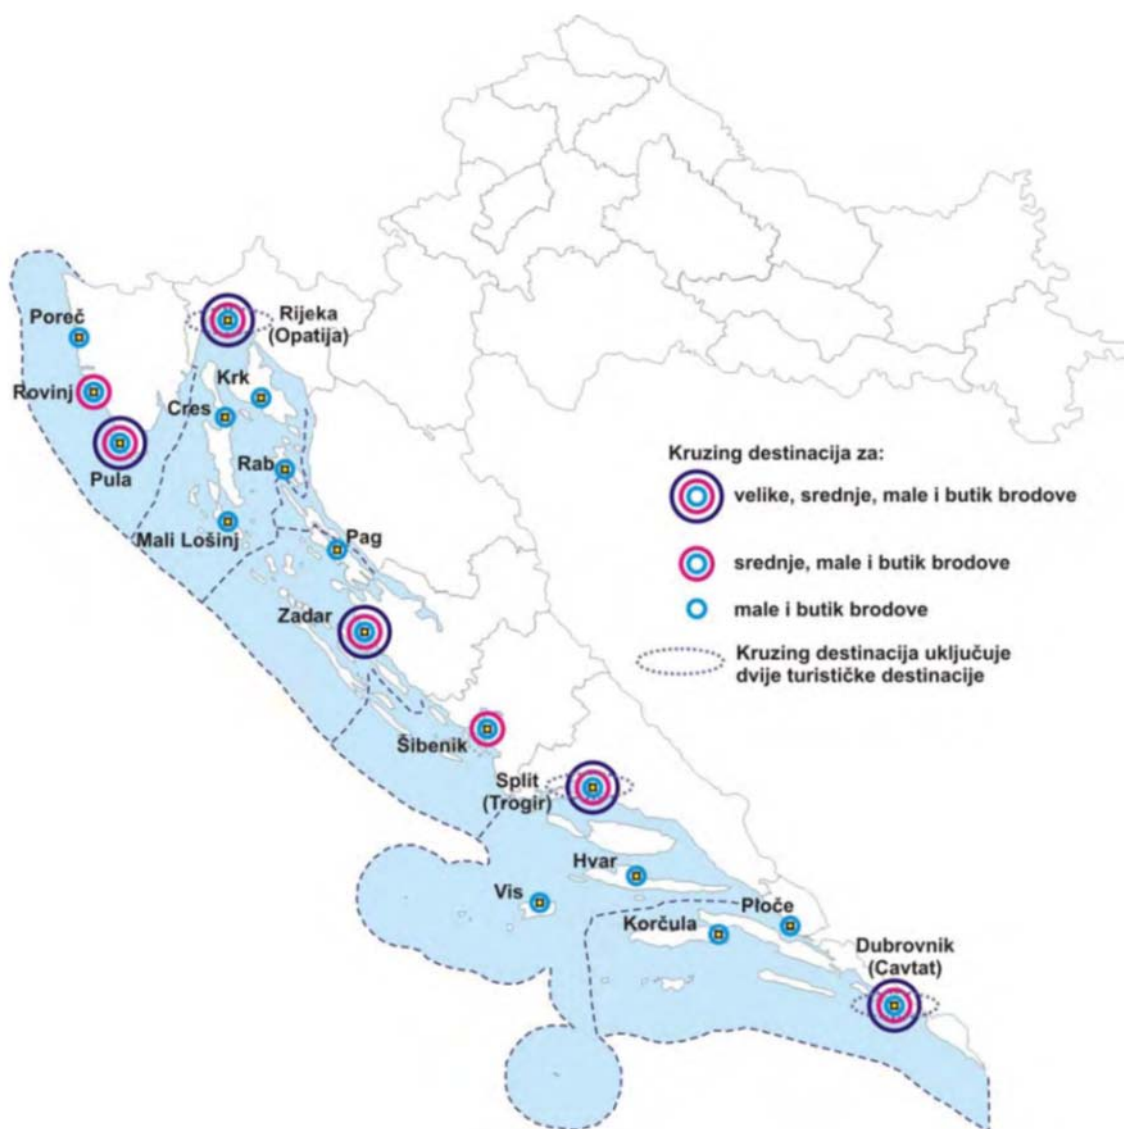 Poreč
Rijeka
(Opatija)
Krk
Rovinj
Cres
Pula
Rab
Mali Lošinj
Pag
Zadar
Šibenik
Split
(Trogir)
Hvar
Vis
Ploče
Korčula
Dubrovnik
(Cavtat)
Kruzing destinacija za:
velike, srednje, male i butik brodove
srednje, male i butik brodove
male i butik brodove
Kruzing destinacija uključuje
dvije turističke destinacije